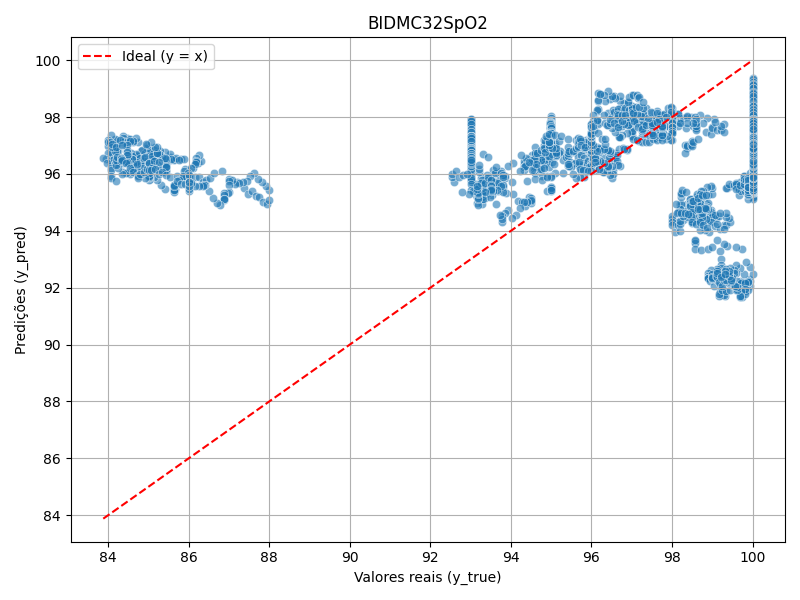 BIDMC32SpO2
Ideal (y = x)
Predições (y_pred)
100
98
96
94
92
90
88
86
84
84 86 88 90 92 94 96 98 100
Valores reais (y_true)